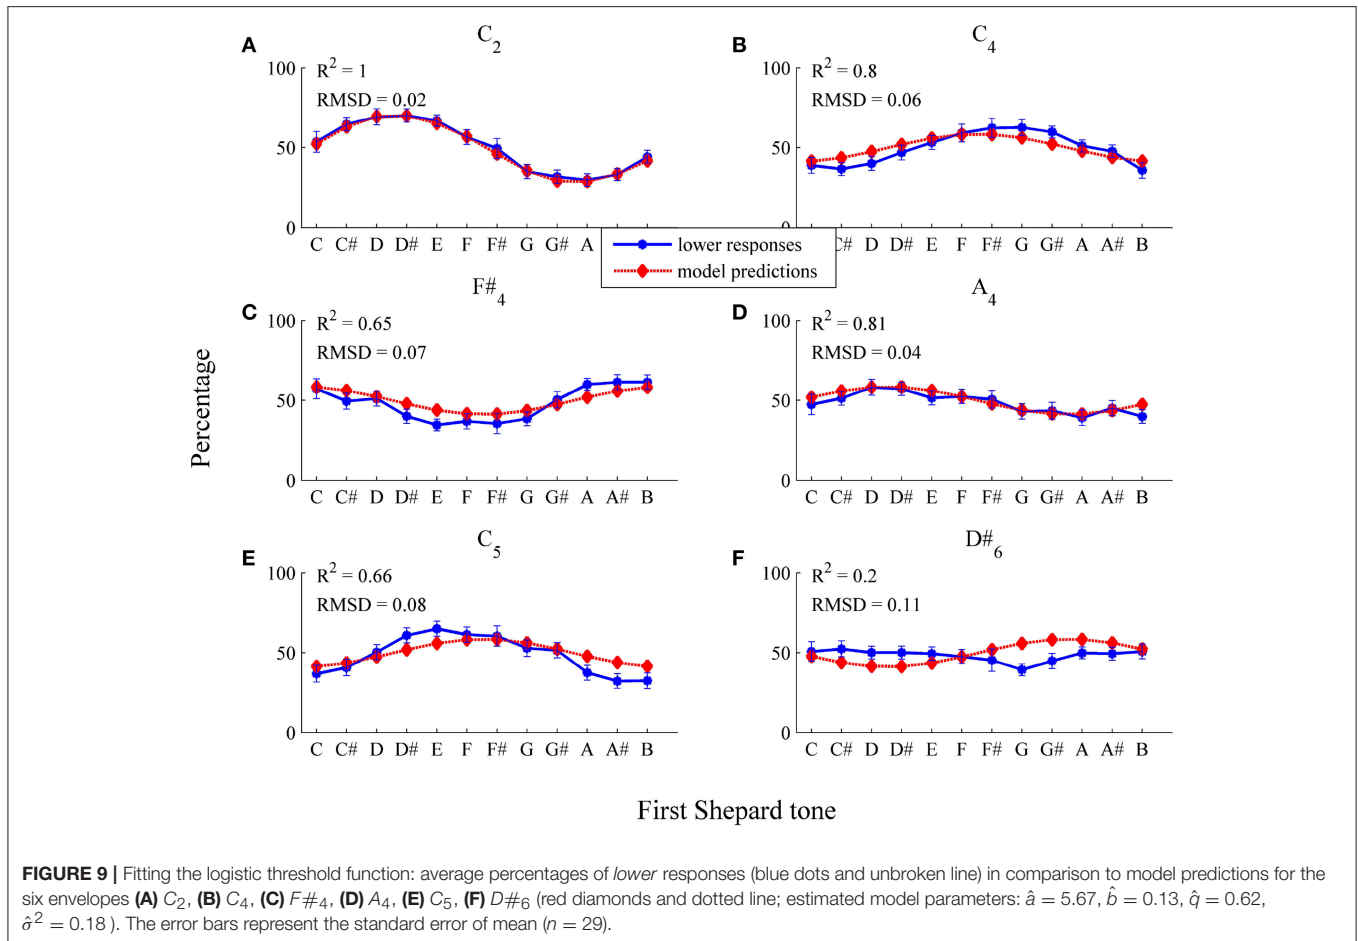 A
C2
R2 = 1
RMSD = 0.02
100
50
0
C C# D D# E F F# G G# A
B
C4
R2 = 0.8
RMSD = 0.06
100
50
0
C# D D# E F F# G G# A A# B
lower responses
model predictions
C
F#4
R2 = 0.65
RMSD = 0.07
100
50
0
C C# D D# E F F# G G# A A# B
D
A4
R2 = 0.81
RMSD = 0.04
100
50
0
C C# D D# E F F# G G# A A# B
Percentage
E
C5
R2 = 0.66
RMSD = 0.08
100
50
0
C C# D D# E F F# G G# A A# B
F
D#6
R2 = 0.2
RMSD = 0.11
100
50
0
C C# D D# E F F# G G# A A# B
First Shepard tone
FIGURE 9 | Fitting the logistic threshold function: average percentages of lower responses (blue dots and unbroken line) in comparison to model predictions for the
six envelopes (A) C2, (B) C4, (C) F#4, (D) A4, (E) C5, (F) D#6 (red diamonds and dotted line; estimated model parameters: â = 5.67, b̂ = 0.13, q̂ = 0.62,
σ̂2 = 0.18 ). The error bars represent the standard error of mean (n = 29).